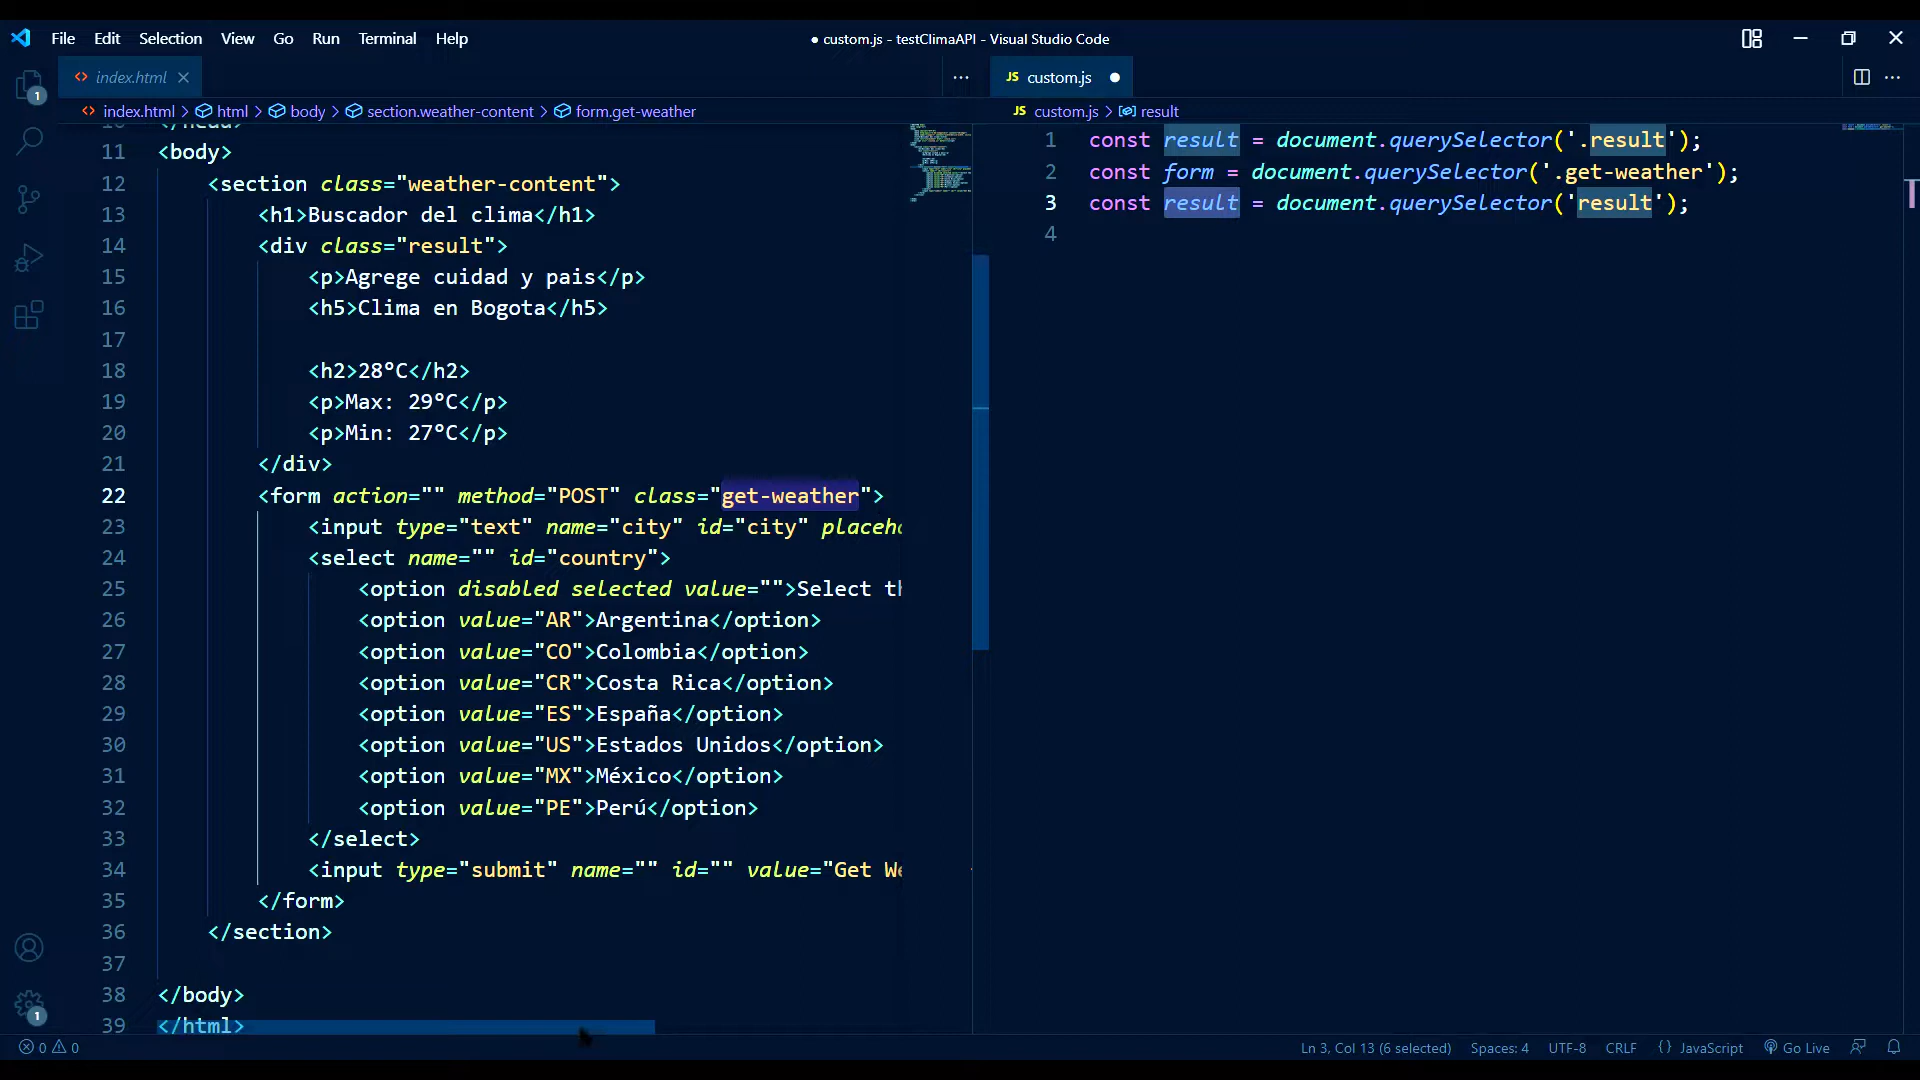 File Edit Selection View Go Run Terminal Help
● custom.js - testClimaAPI - Visual Studio Code
index.html
JS custom.js
index.html > html > body > section.weather-content > form.get-weather
JS custom.js > result
11 <body>
12 <section class="weather-content">
13 <h1>Buscador del clima</h1>
14 <div class="result">
15 <p>Agrege cuidad y pais</p>
16 <h5>Clima en Bogota</h5>
17
18 <h2>28ºC</h2>
19 <p>Max: 29ºC</p>
20 <p>Min: 27ºC</p>
21 </div>
22 <form action="" method="POST" class="get-weather">
23 <input type="text" name="city" id="city" placeho
24 <select name="" id="country">
25 <option disabled selected value="">Select th
26 <option value="AR">Argentina</option>
27 <option value="CO">Colombia</option>
28 <option value="CR">Costa Rica</option>
29 <option value="ES">España</option>
30 <option value="US">Estados Unidos</option>
31 <option value="MX">México</option>
32 <option value="PE">Perú</option>
33 </select>
34 <input type="submit" name="" id="" value="Get We
35 </form>
36 </section>
37
38 </body>
39 </html>
1 const result = document.querySelector('.result');
2 const form = document.querySelector('.get-weather');
3 const result = document.querySelector('result');
4
1
1
0 0
Ln 3, Col 13 (6 selected) Spaces: 4 UTF-8 CRLF {} JavaScript Go Live